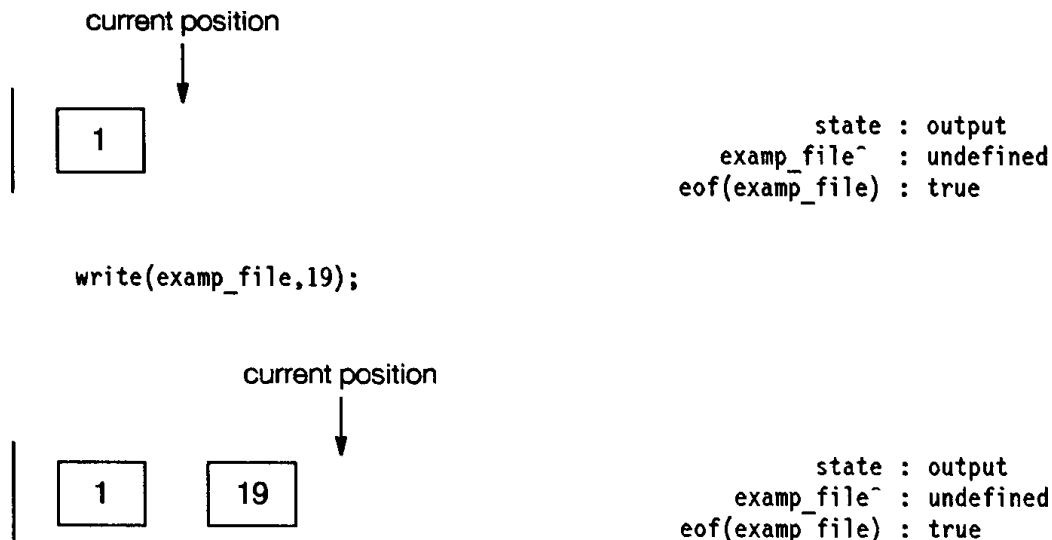 current position
1
state : output
examp_file^ : undefined
eof(examp_file) : true
write(examp_file,19);
current position
1 19
state : output
examp_file^ : undefined
eof(examp_file) : true